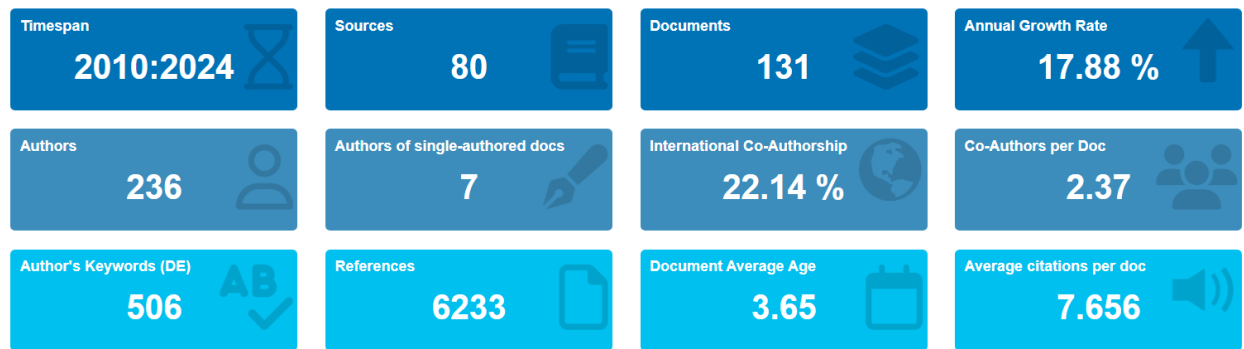 Timespan
2010:2024
Sources
80
Documents
131
Annual Growth Rate
17.88 %
Authors
236
Authors of single-authored docs
7
International Co-Authorship
22.14 %
Co-Authors per Doc
2.37
Author's Keywords (DE)
506
AB
References
6233
Document Average Age
3.65
Average citations per doc
7.656